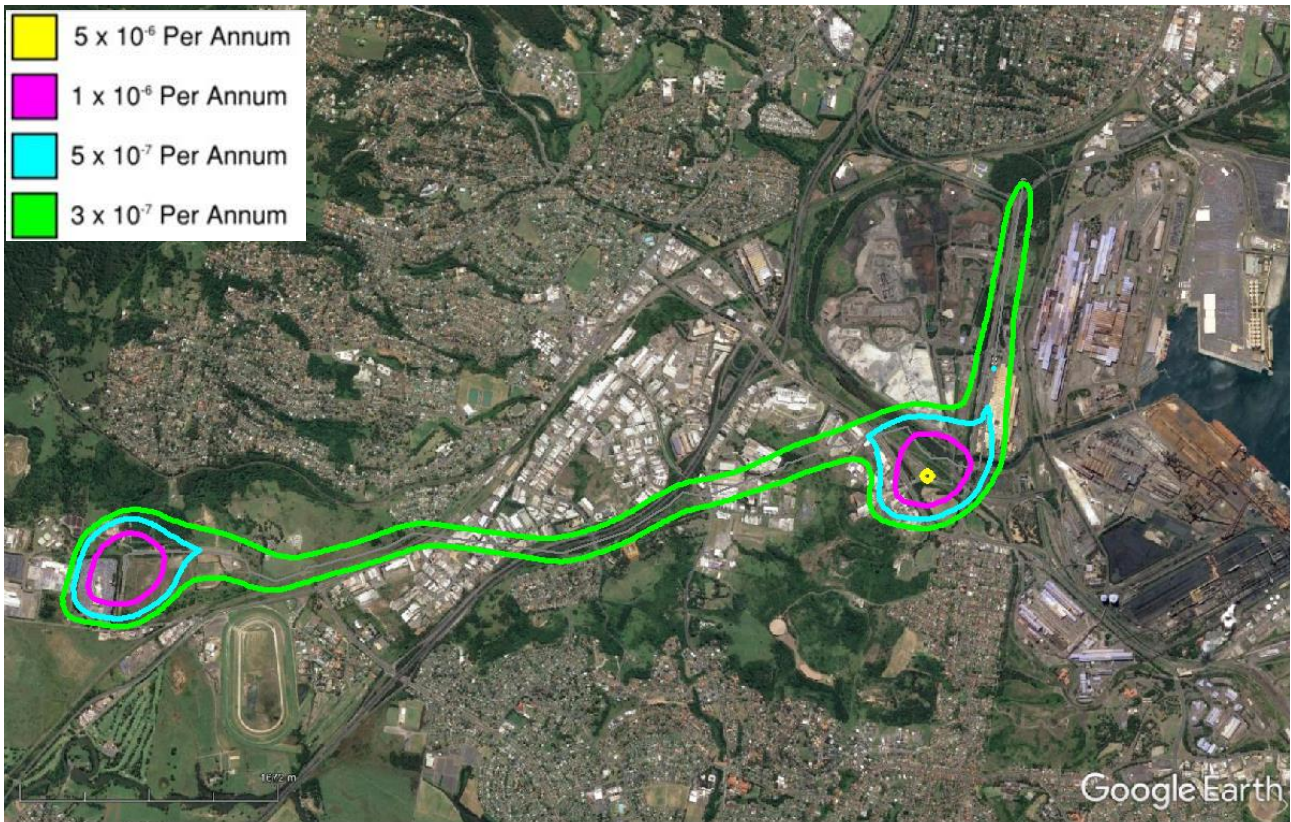 5 x 10⁻⁶ Per Annum
1 x 10⁻⁶ Per Annum
5 x 10⁻⁷ Per Annum
3 x 10⁻⁷ Per Annum
1672 m
Google Earth